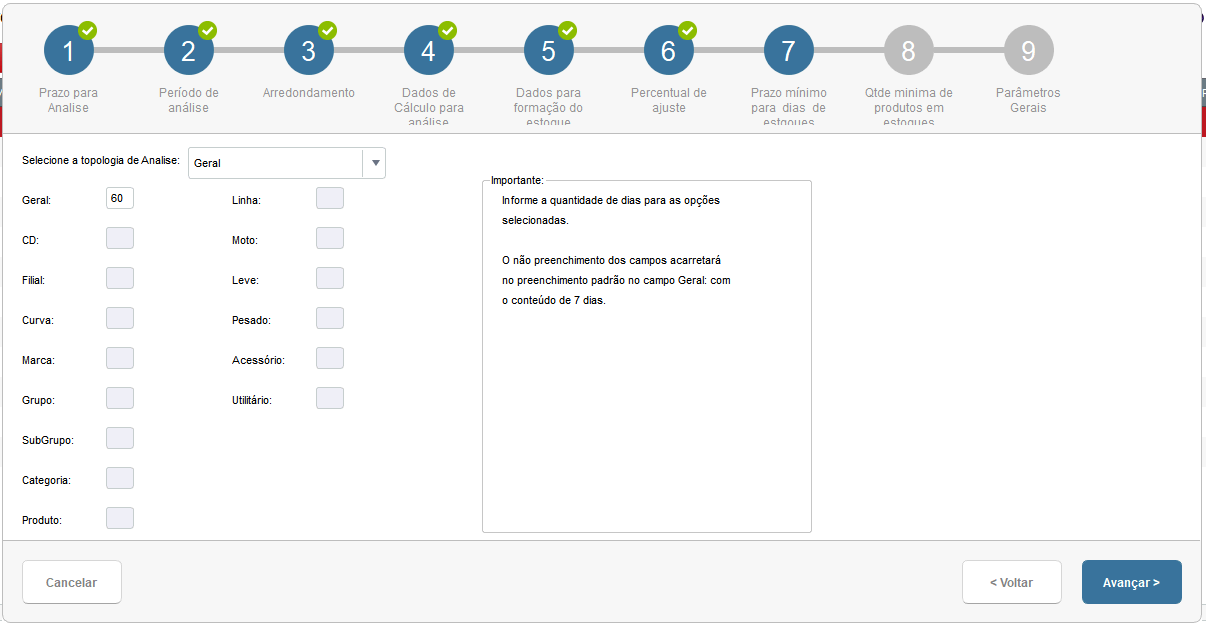 1
2
3
4
5
6
7
8
9
Prazo para
Analise
Período de
análise
Arredondamento
Dados de
Cálculo para
análise
Dados para
formação do
estoque
Percentual de
ajuste
Prazo mínimo
para dias de
estqoues
Qtde minima de
produtos em
estoques
Parâmetros
Gerais
Selecione a topologia de Analise:
Geral
Geral:
60
Linha:
CD:
Moto:
Filial:
Leve:
Curva:
Pesado:
Marca:
Acessório:
Grupo:
Utilitário:
SubGrupo:
Categoria:
Produto:
Importante:
Informe a quantidade de dias para as opções
selecionadas.
O não preenchimento dos campos acarretará
no preenchimento padrão no campo Geral: com
o conteúdo de 7 dias.
Cancelar
< Voltar
Avançar >